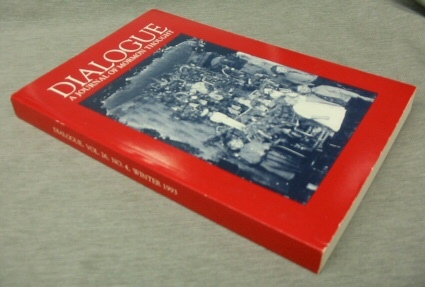 DIALOGUE
A JOURNAL OF MORMON THOUGHT
DIALOGUE, VOL. 26, NO. 4, WINTER 1993